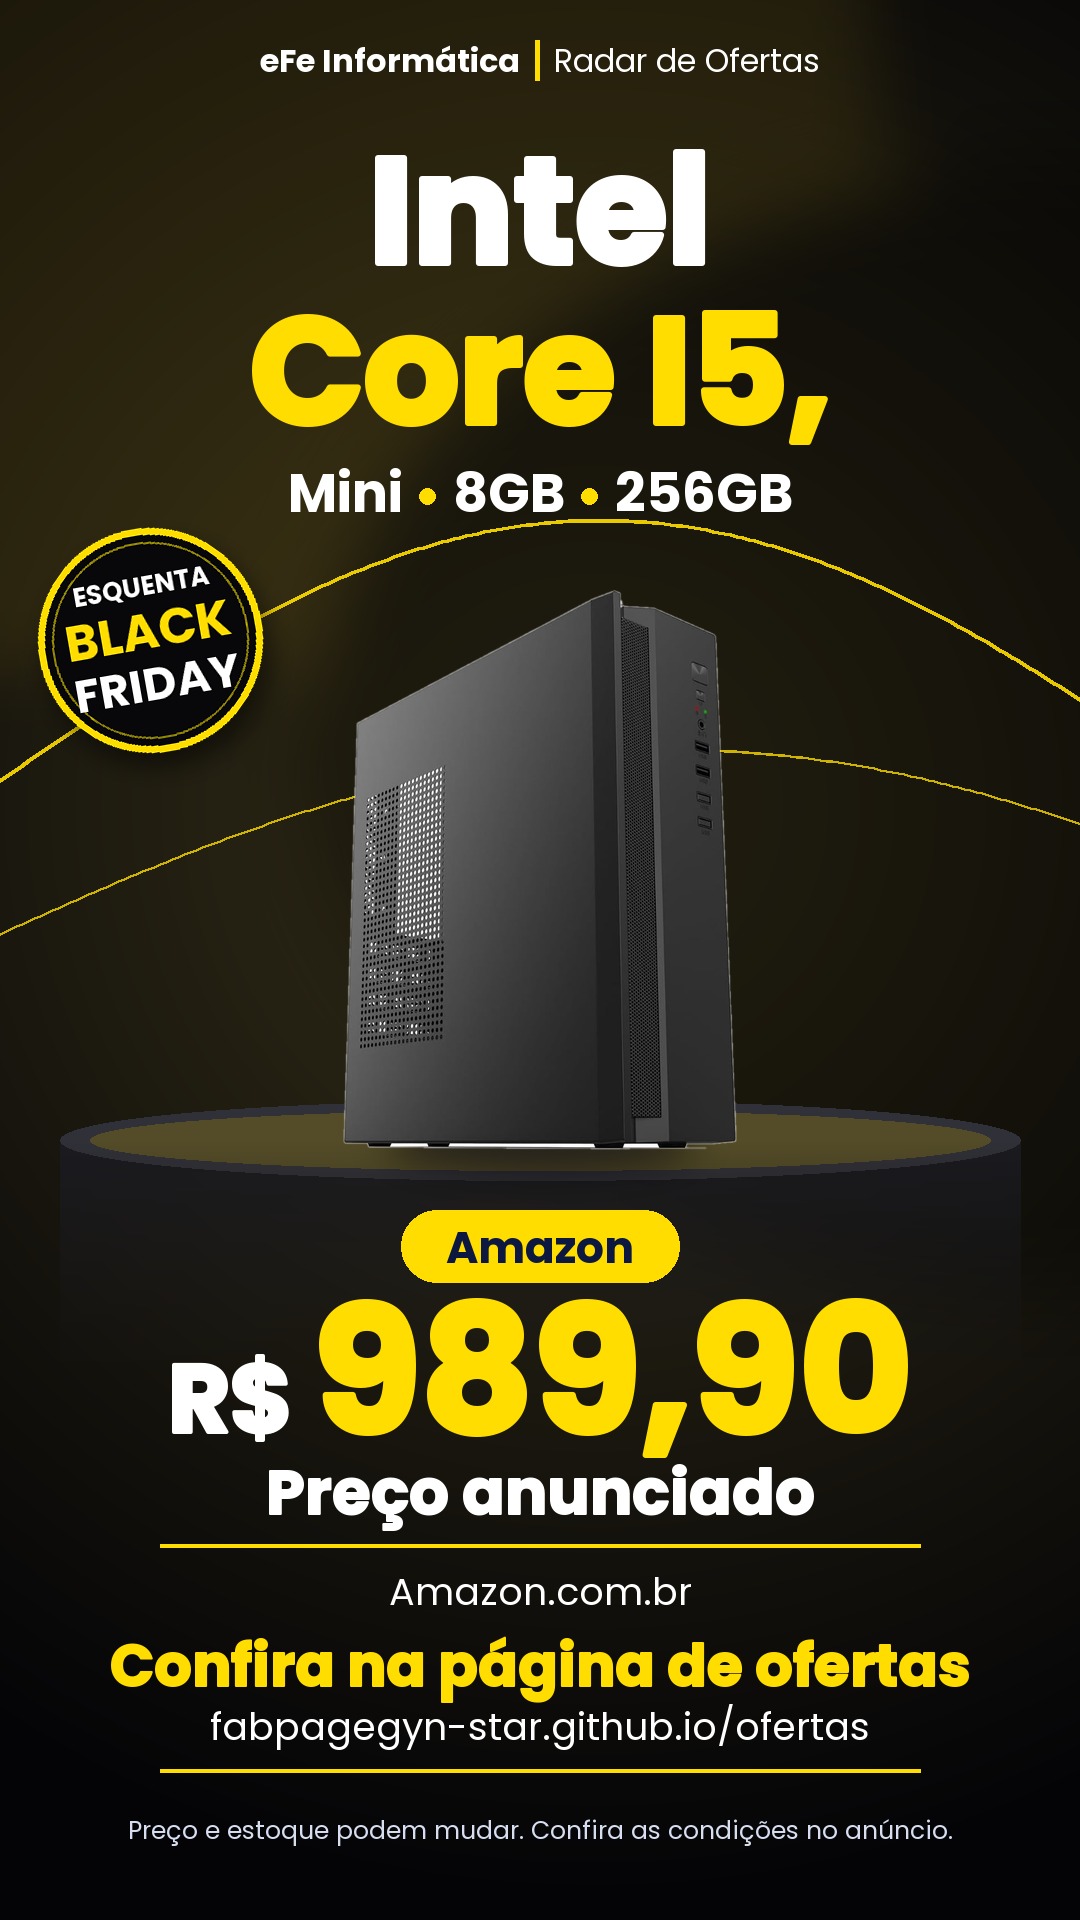 eFe Informática | Radar de Ofertas
Intel
Core I5,
Mini • 8GB • 256GB
ESQUENTA
BLACK
FRIDAY
Amazon
R$ 989,90
Preço anunciado
Amazon.com.br
Confira na página de ofertas
fabpagegyn-star.github.io/ofertas
Preço e estoque podem mudar. Confira as condições no anúncio.